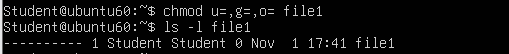 Student@ubuntu60:~$ chmod u=,g=,o= file1
Student@ubuntu60:~$ ls -l file1
---------- 1 Student Student 0 Nov  1 17:41 file1